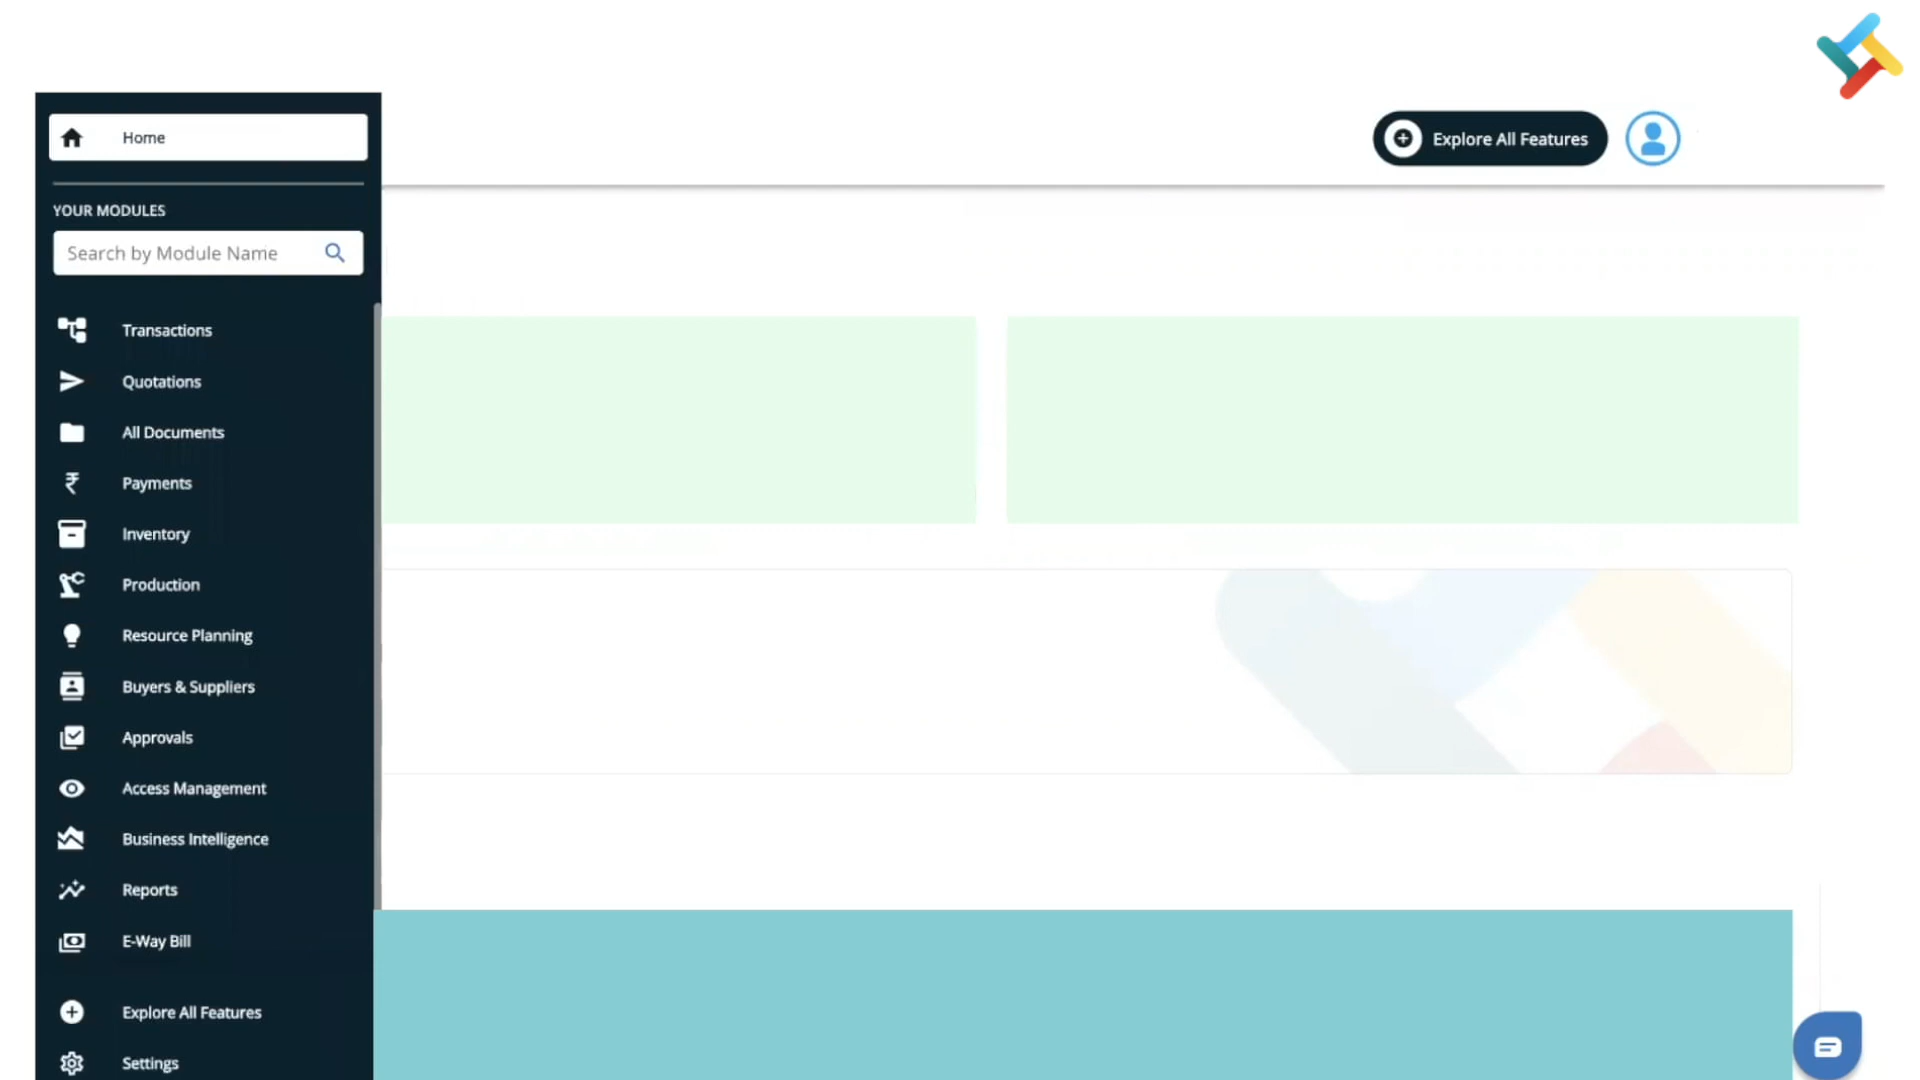 Home
Explore All Features
YOUR MODULES
Search by Module Name
Transactions
Quotations
All Documents
Payments
Inventory
Production
Resource Planning
Buyers & Suppliers
Approvals
Access Management
Business Intelligence
Reports
E-Way Bill
Explore All Features
Settings